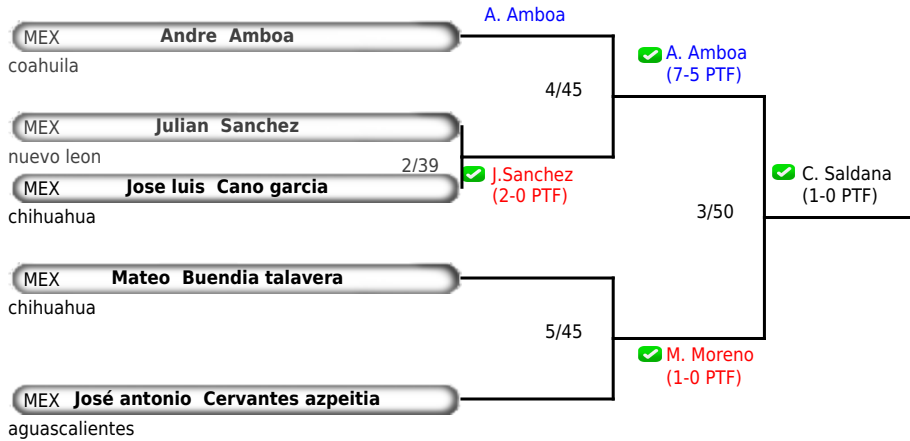 A. Amboa
MEX Andre Amboa
coahuila
A. Amboa
(7-5 PTF)
4/45
MEX Julian Sanchez
nuevo leon
2/39
J.Sanchez
(2-0 PTF)
MEX Jose luis Cano garcia
chihuahua
C. Saldana
(1-0 PTF)
3/50
MEX Mateo Buendia talavera
chihuahua
5/45
M. Moreno
(1-0 PTF)
MEX José antonio Cervantes azpeitia
aguascalientes